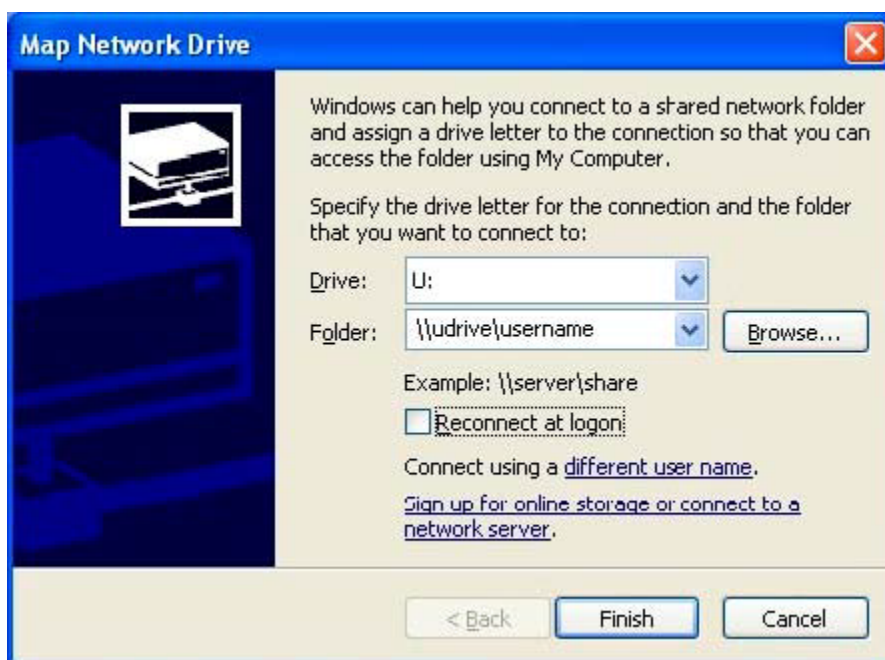 Map Network Drive
Windows can help you connect to a shared network folder
and assign a drive letter to the connection so that you can
access the folder using My Computer.
Specify the drive letter for the connection and the folder
that you want to connect to:
Drive: U:
Folder: \\udrive\username Browse...
Example: \\server\share
Reconnect at logon
Connect using a different user name.
Sign up for online storage or connect to a
network server.
< Back Finish Cancel